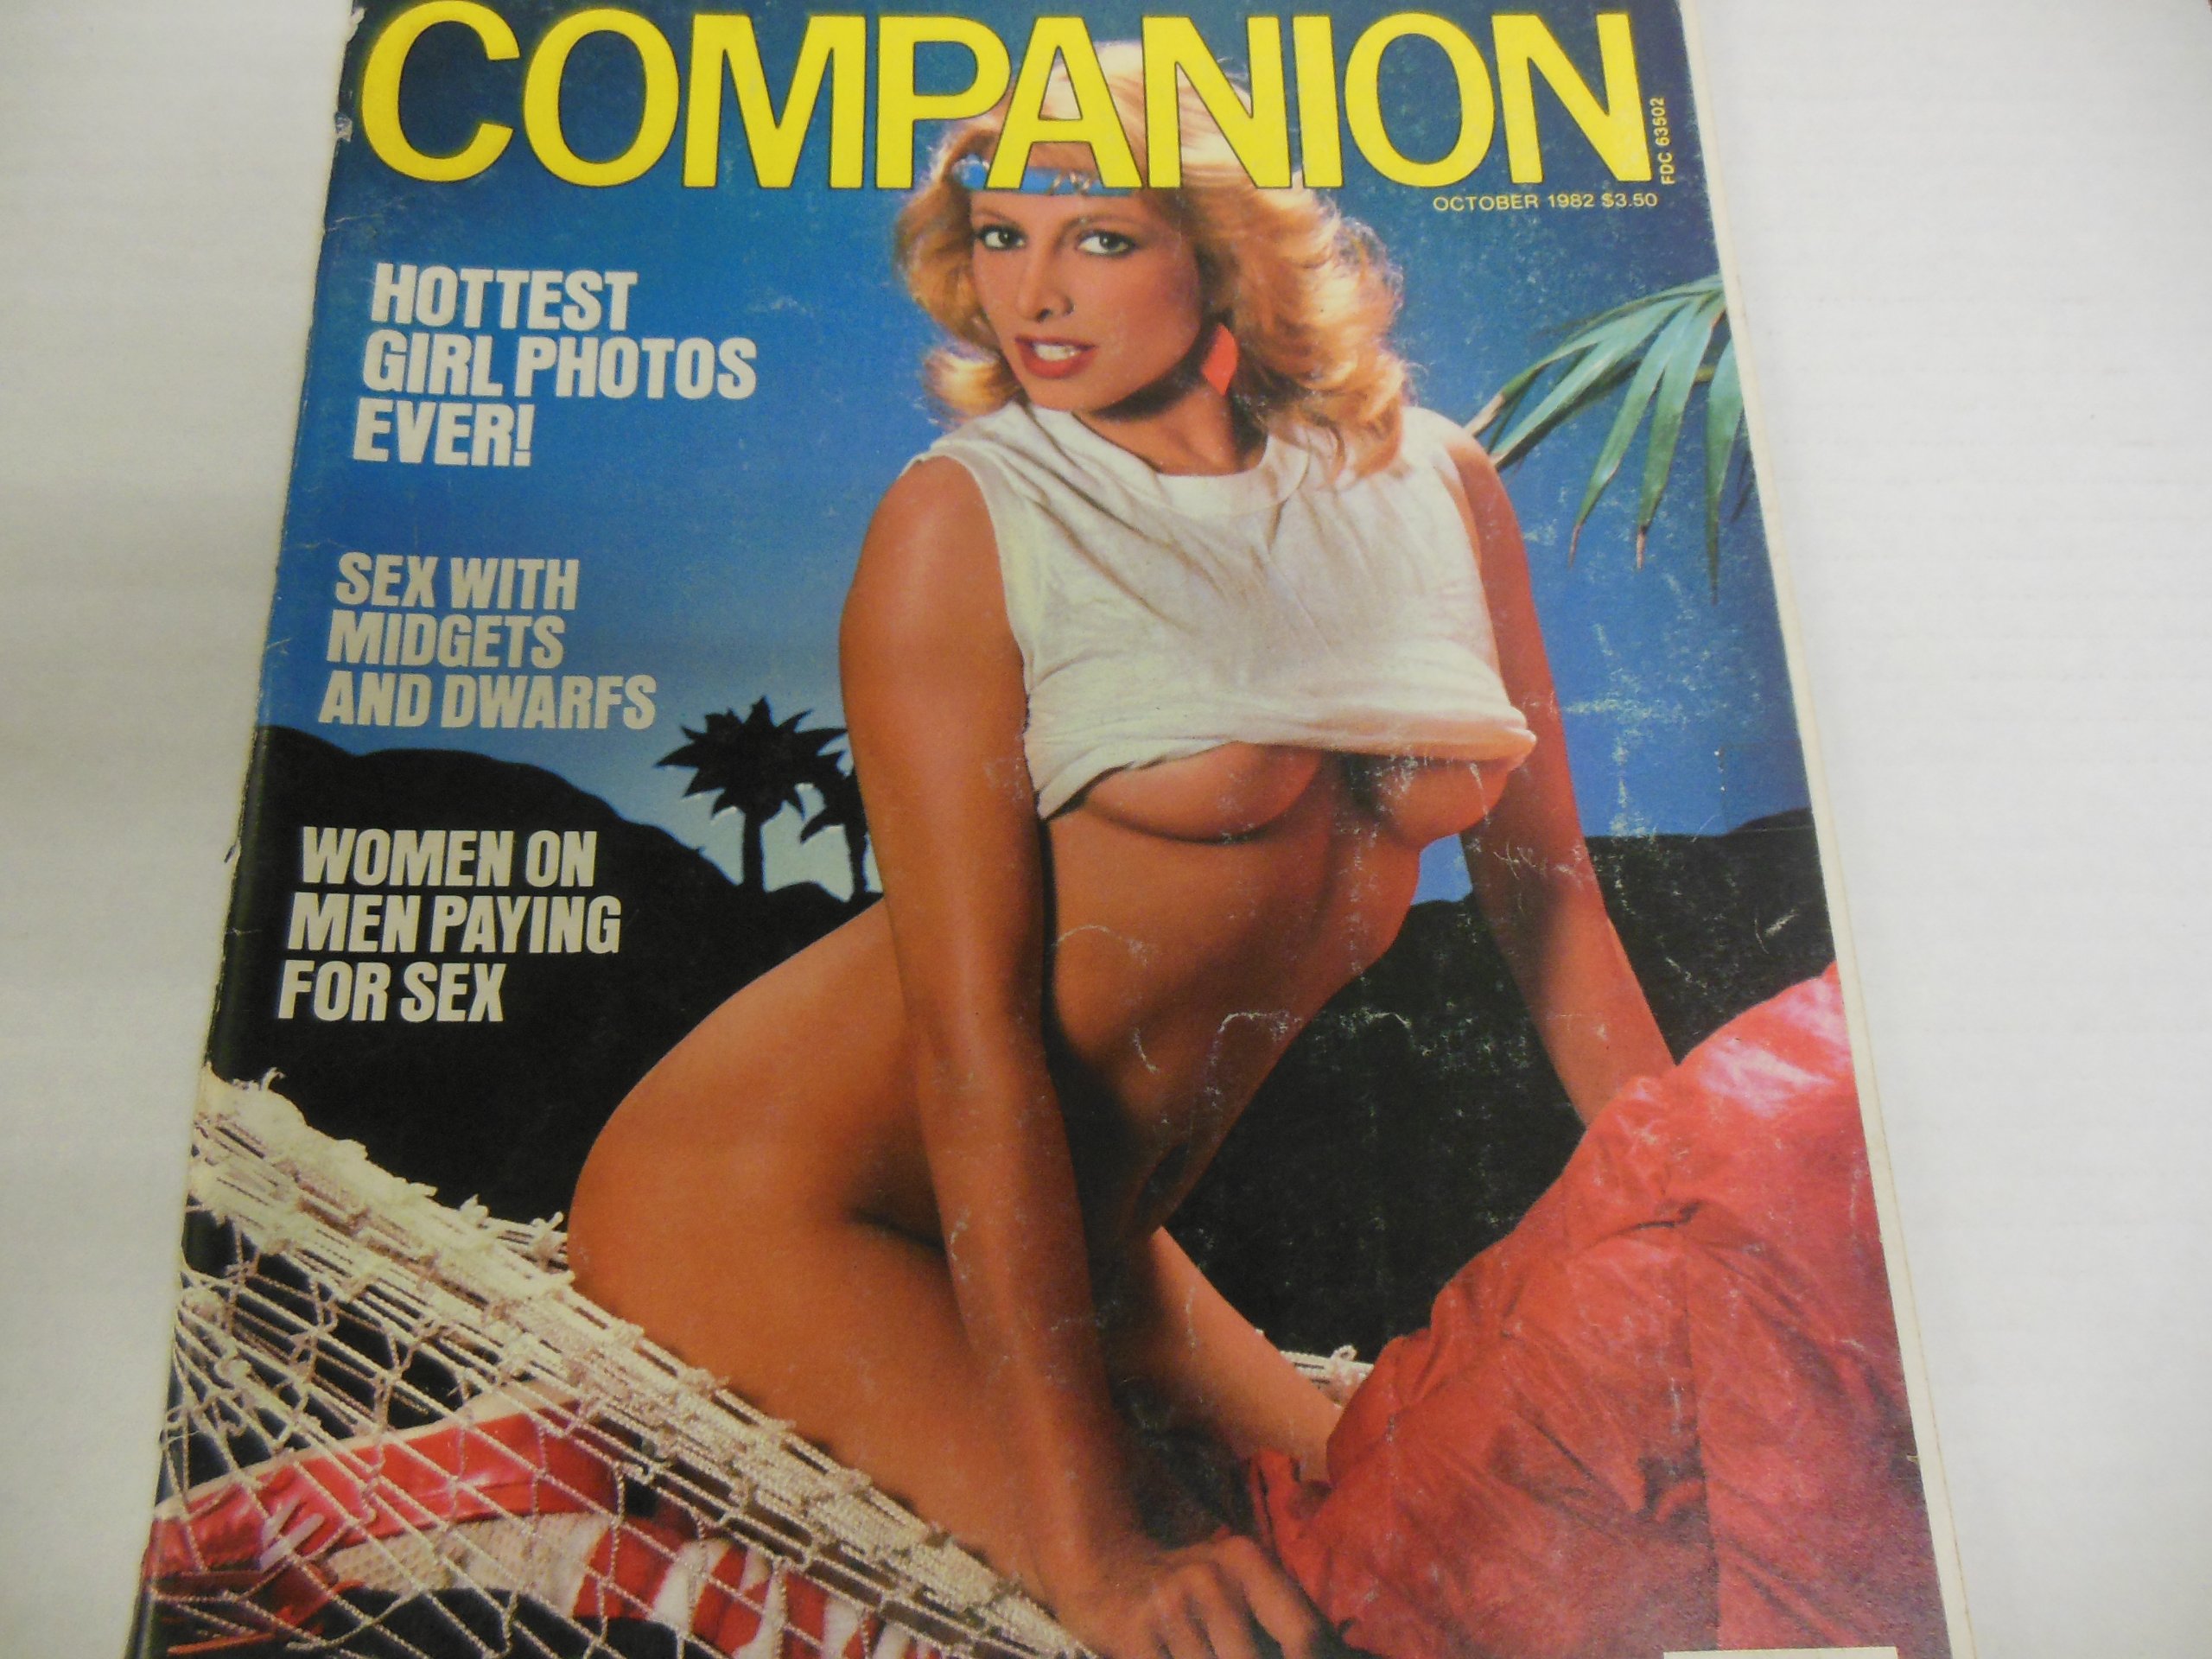 COMPANION
FDC 63502
OCTOBER 1982 $3.50
HOTTEST
GIRL PHOTOS
EVER!
SEX WITH
MIDGETS
AND DWARFS
WOMEN ON
MEN PAYING
FOR SEX